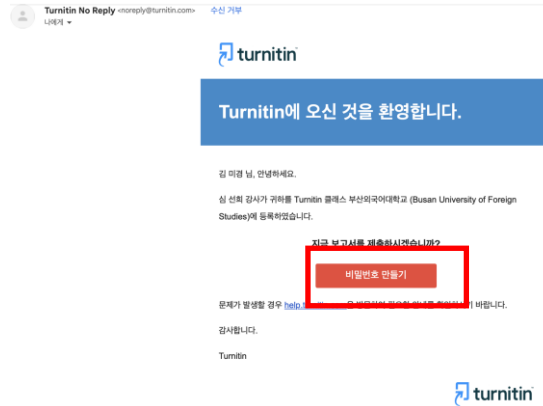 Turnitin No Reply <noreply@turnitin.com> 수신 거부
나에게
turnitin
Turnitin에 오신 것을 환영합니다.
김 미경 님, 안녕하세요.
심 선희 강사가 귀하를 Turnitin 클래스 부산외국어대학교 (Busan University of Foreign
Studies)에 등록하였습니다.
지금 보고서를 제출하시겠습니까?
비밀번호 만들기
문제가 발생할 경우 바랍니다.
감사합니다.
Turnitin
turnitin